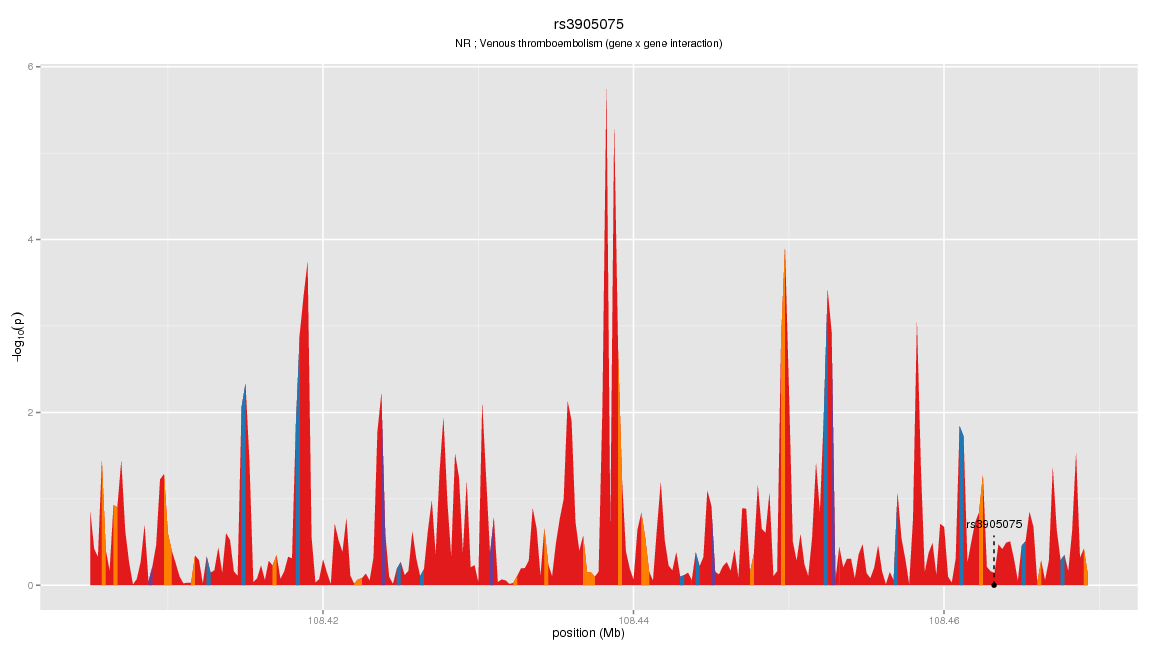 rs3905075
NR ; Venous thromboembolism (gene x gene interaction)
6
4
2
0
−log10(p)
rs3905075
108.42
108.44
108.46
position (Mb)